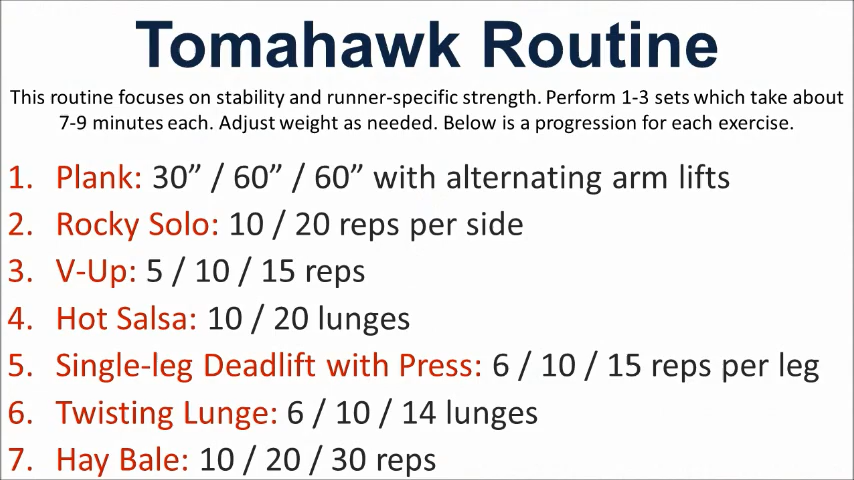 Tomahawk Routine
This routine focuses on stability and runner-specific strength. Perform 1-3 sets which take about
7-9 minutes each. Adjust weight as needed. Below is a progression for each exercise.
1. Plank: 30” / 60” / 60” with alternating arm lifts
2. Rocky Solo: 10 / 20 reps per side
3. V-Up: 5 / 10 / 15 reps
4. Hot Salsa: 10 / 20 lunges
5. Single-leg Deadlift with Press: 6 / 10 / 15 reps per leg
6. Twisting Lunge: 6 / 10 / 14 lunges
7. Hay Bale: 10 / 20 / 30 reps